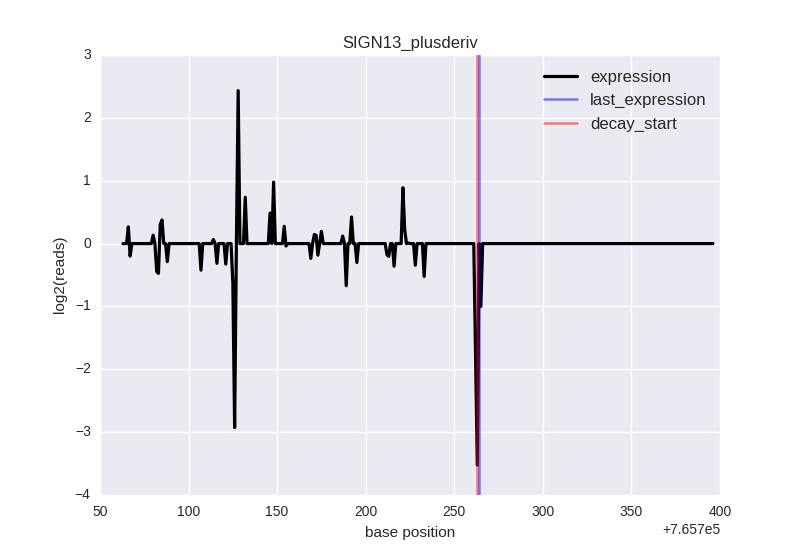 SIGN13_plusderiv
3
2
1
0
−1
−2
−3
−4
log2(reads)
expression
last_expression
decay_start
50 100 150 200 250 300 350 400
base position
+7.657e5